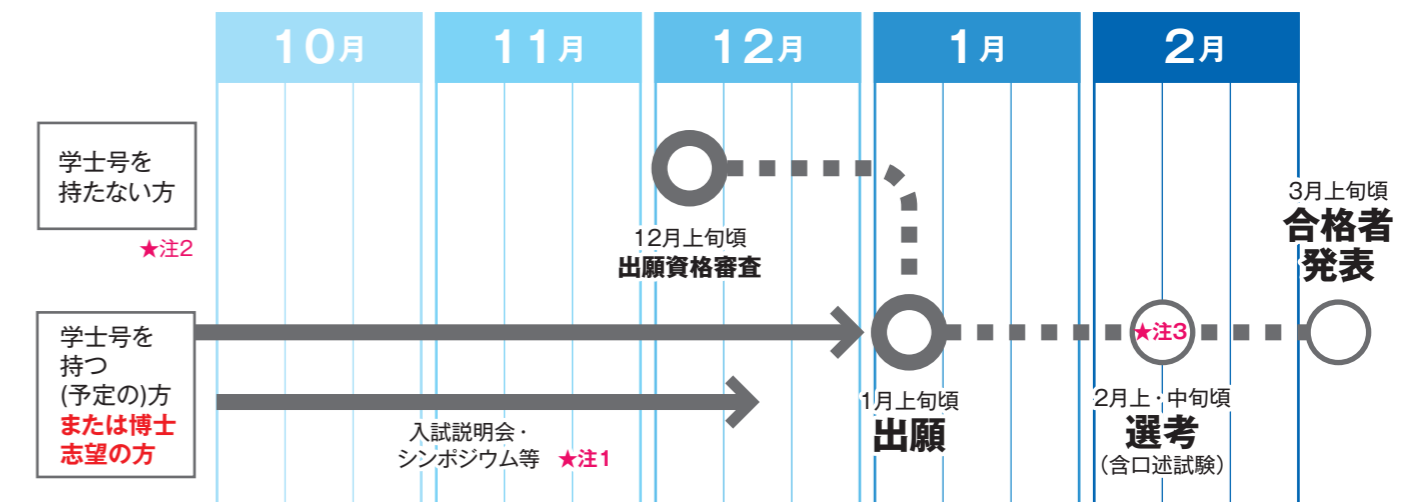 10月
11月
12月
1月
2月
学士号を
持たない方
★注2
12月上旬頃
出願資格審査
3月上旬頃
合格者
発表
学士号を
持つ
(予定の)方
または博士
志望の方
入試説明会・
シンポジウム等 ★注1
1月上旬頃
出願
★注3
2月上・中旬頃
選考
（含口述試験）